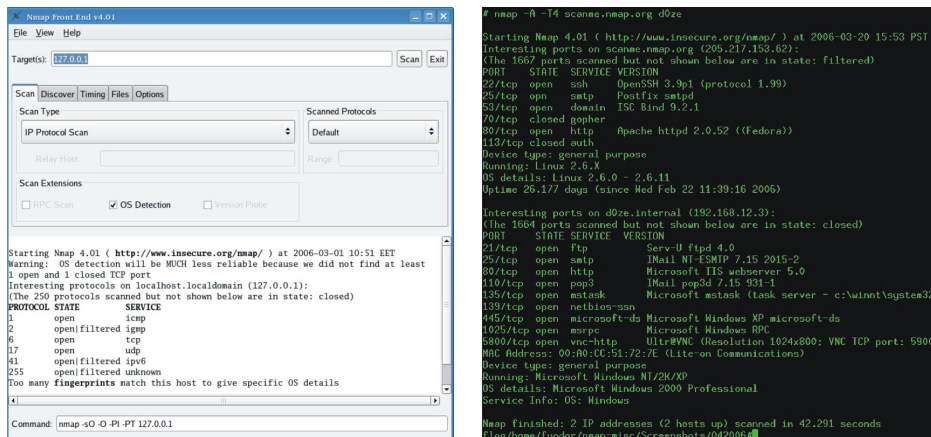 Nmap Front End v4.01
File View Help
Target(s): 127.0.0.1 Scan Exit
Scan Discover Timing Files Options
Scan Type Scanned Protocols
IP Protocol Scan Default
Relay Host: Range:
Scan Extensions
RPC Scan OS Detection Version Probe
Starting Nmap 4.01 ( http://www.insecure.org/nmap/ ) at 2006-03-01 10:51 EET
Warning: OS detection will be MUCH less reliable because we did not find at least
1 open and 1 closed TCP port
Interesting protocols on localhost.localdomain (127.0.0.1):
(The 250 protocols scanned but not shown below are in state: closed)
PROTOCOL STATE SERVICE
1 open icmp
2 open|filtered igmp
6 open tcp
17 open udp
41 open|filtered ipv6
255 open|filtered unknown
Too many fingerprints match this host to give specific OS details
Command: nmap -sO -O -PI -PT 127.0.0.1
# nmap -A -T4 scanme.nmap.org d0ze
Starting Nmap 4.01 ( http://www.insecure.org/nmap/ ) at 2006-03-20 15:53 PST
Interesting ports on scanme.nmap.org (205.217.153.62):
(The 1667 ports scanned but not shown below are in state: filtered)
PORT STATE SERVICE VERSION
22/tcp open ssh OpenSSH 3.9p1 (protocol 1.99)
25/tcp opn smtp Postfix smtpd
53/tcp open domain ISC Bind 9.2.1
70/tcp closed gopher
80/tcp open http Apache httpd 2.0.52 ((Fedora))
113/tcp closed auth
Device type: general purpose
Running: Linux 2.6.X
OS details: Linux 2.6.0 - 2.6.11
Uptime 26.177 days (since Wed Feb 22 11:39:16 2006)
Interesting ports on d0ze.internal (192.168.12.3):
(The 1664 ports scanned but not shown below are in state: closed)
PORT STATE SERVICE VERSION
21/tcp open ftp Serv-U ftpd 4.0
25/tcp open smtp IMail NT-ESMTP 7.15 2015-2
80/tcp open http Microsoft IIS webserver 5.0
110/tcp open pop3 IMail pop3d 7.15 931-1
135/tcp open mstask Microsoft mstask (task server - c:\winnt\system32
139/tcp open netbios-ssn
445/tcp open microsoft-ds Microsoft Windows XP microsoft-ds
1025/tcp open msrpc Microsoft Windows RPC
5800/tcp open vnc-http Ultr@VNC (Resolution 1024x800; VNC TCP port: 5900
MAC Address: 00:A0:CC:51:72:7E (Lite-on Communications)
Device type: general purpose
Running: Microsoft Windows NT/2K/XP
OS details: Microsoft Windows 2000 Professional
Service Info: OS: Windows
Nmap finished: 2 IP addresses (2 hosts up) scanned in 42.291 seconds
flog/home/fyodor/nmap-misc/Screenshots/042006#